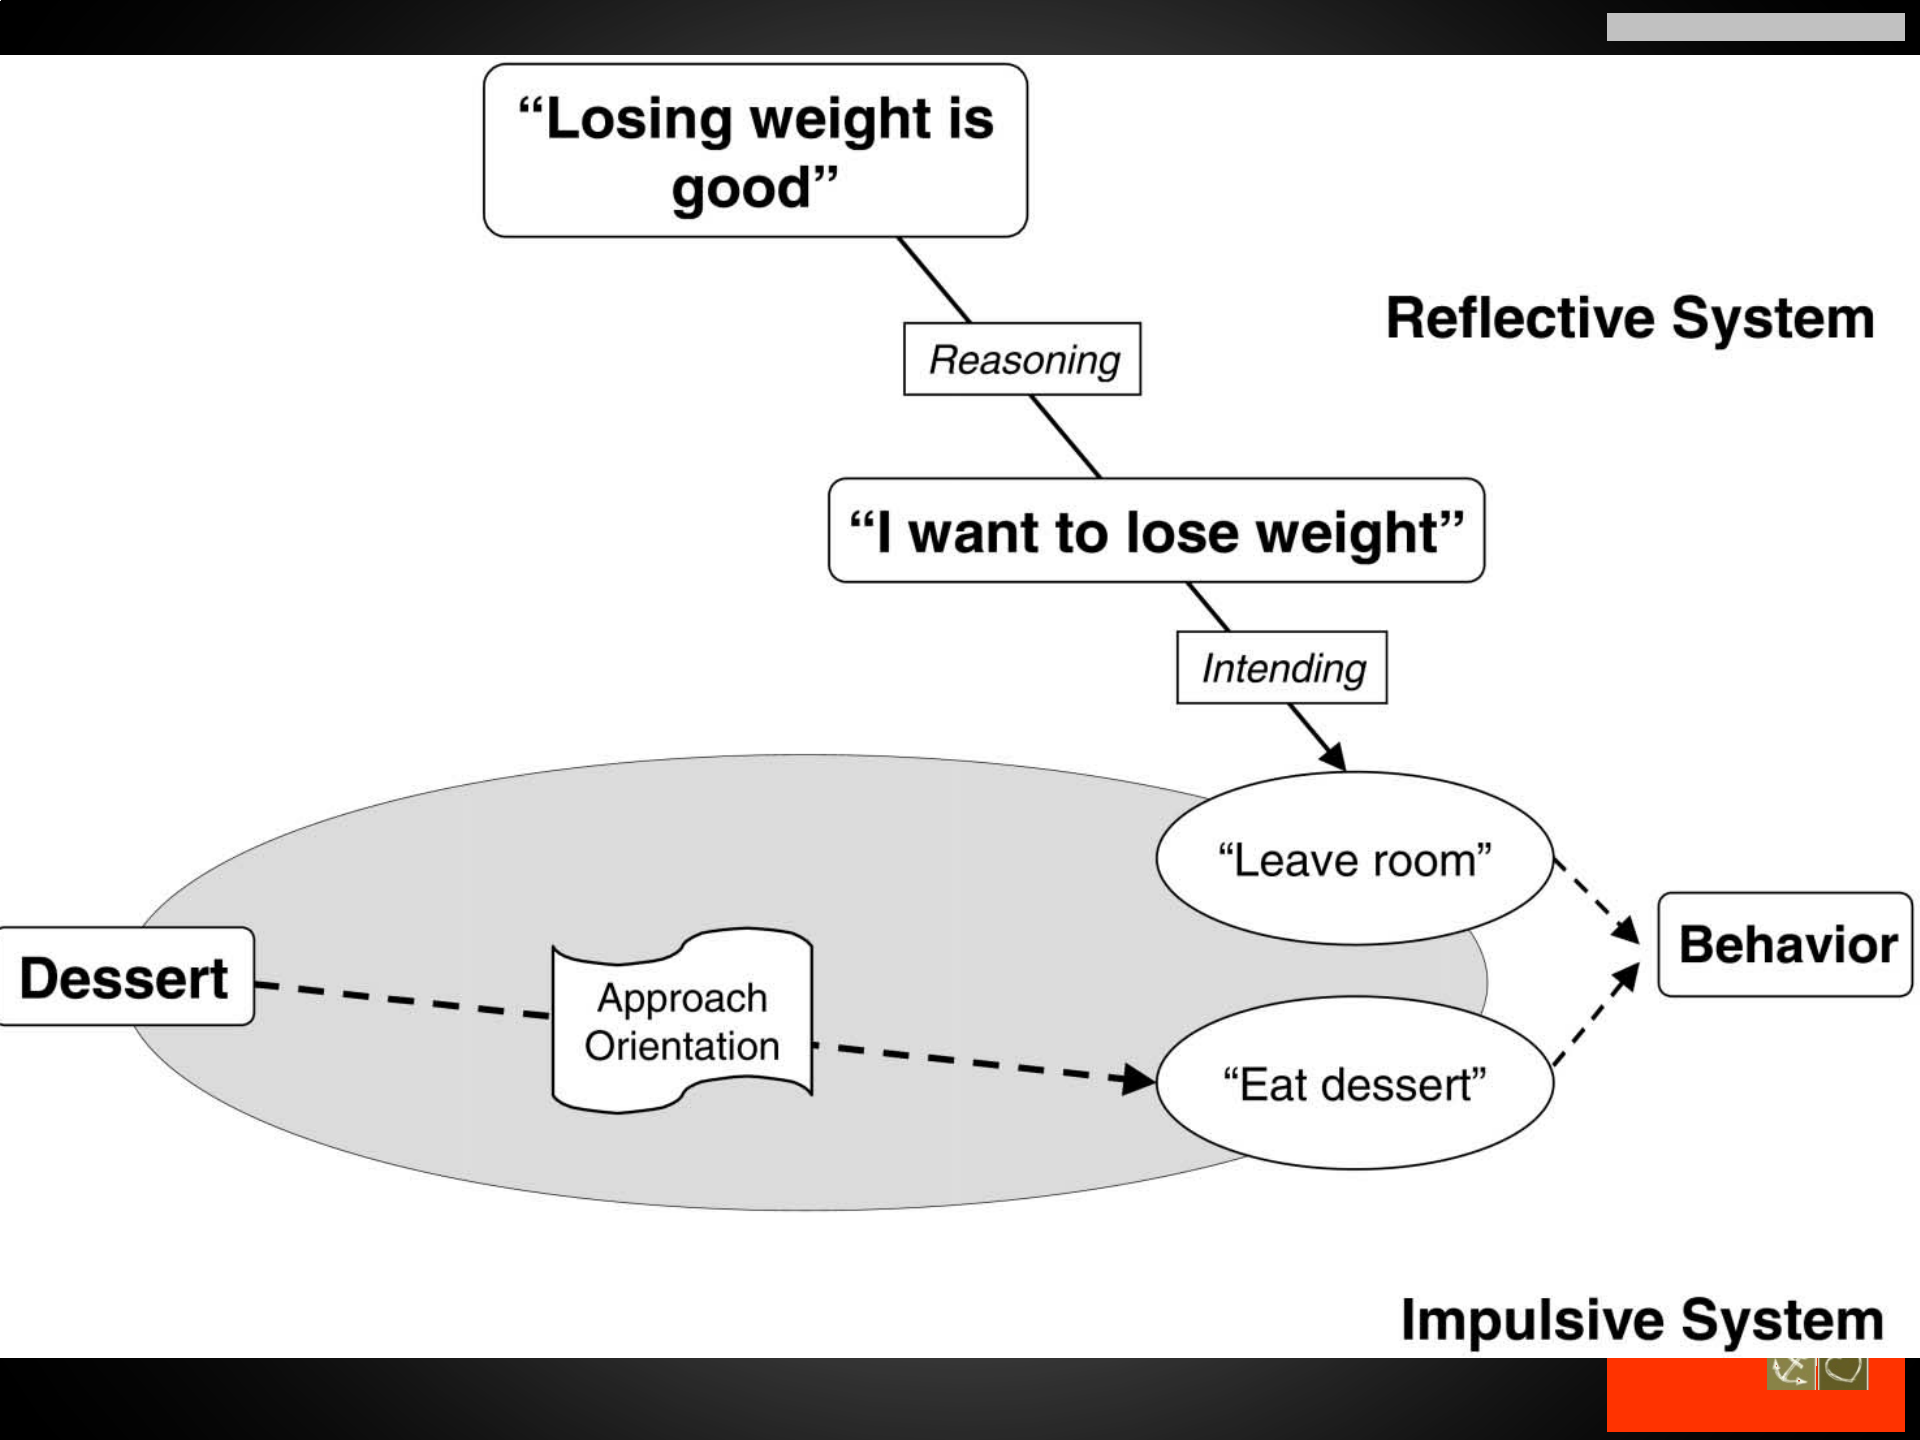 “Losing weight is
good”
Reflective System
Reasoning
“I want to lose weight”
Intending
“Leave room”
Behavior
Dessert
Approach
Orientation
“Eat dessert”
Impulsive System